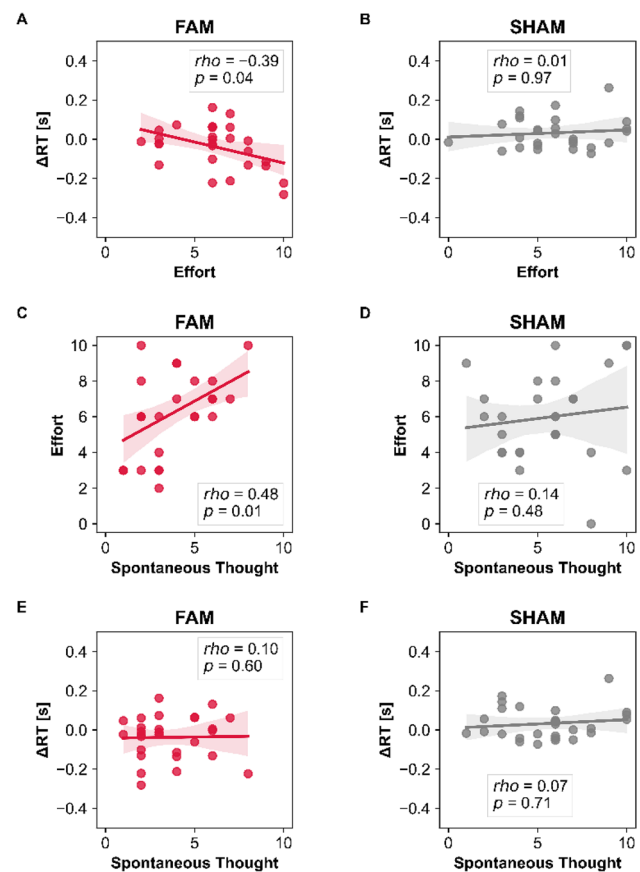 A
FAM
rho = −0.39
p = 0.04
ΔRT [s]
0.4
0.2
0.0
−0.2
−0.4
0
5
10
Effort
B
SHAM
rho = 0.01
p = 0.97
ΔRT [s]
0.4
0.2
0.0
−0.2
−0.4
0
5
10
Effort
C
FAM
Effort
10
8
6
4
2
0
rho = 0.48
p = 0.01
0
5
10
Spontaneous Thought
D
SHAM
Effort
10
8
6
4
2
0
rho = 0.14
p = 0.48
0
5
10
Spontaneous Thought
E
FAM
rho = 0.10
p = 0.60
ΔRT [s]
0.4
0.2
0.0
−0.2
−0.4
0
5
10
Spontaneous Thought
F
SHAM
ΔRT [s]
0.4
0.2
0.0
−0.2
−0.4
rho = 0.07
p = 0.71
0
5
10
Spontaneous Thought